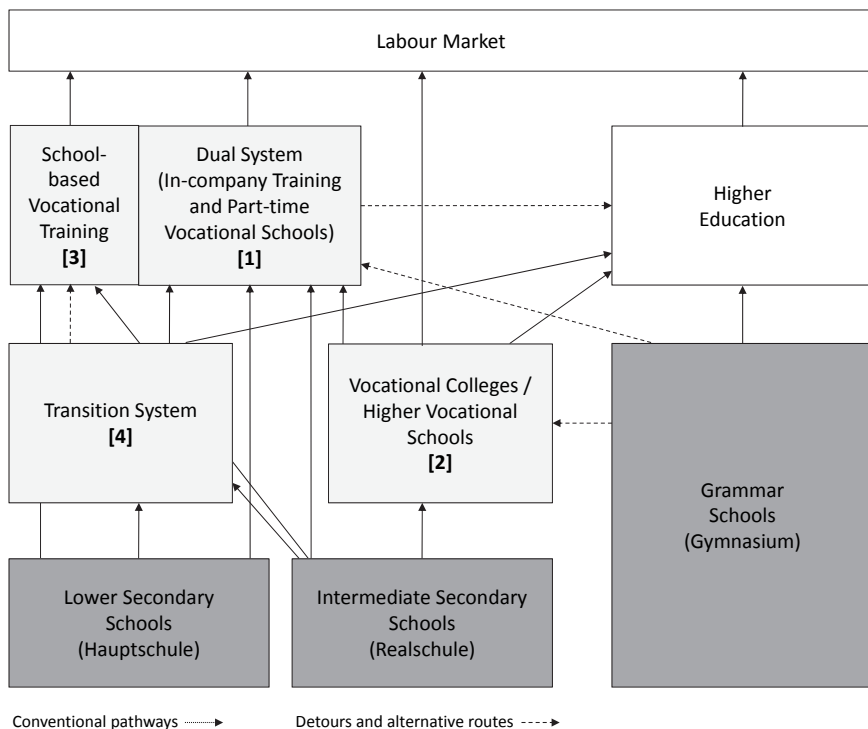 Labour Market
School-
based
Vocational
Training
[3]
Dual System
(In-company Training
and Part-time
Vocational Schools)
[1]
Higher
Education
Transition System
[4]
Vocational Colleges /
Higher Vocational
Schools
[2]
Grammar
Schools
(Gymnasium)
Lower Secondary
Schools
(Hauptschule)
Intermediate Secondary
Schools
(Realschule)
Conventional pathways
Detours and alternative routes